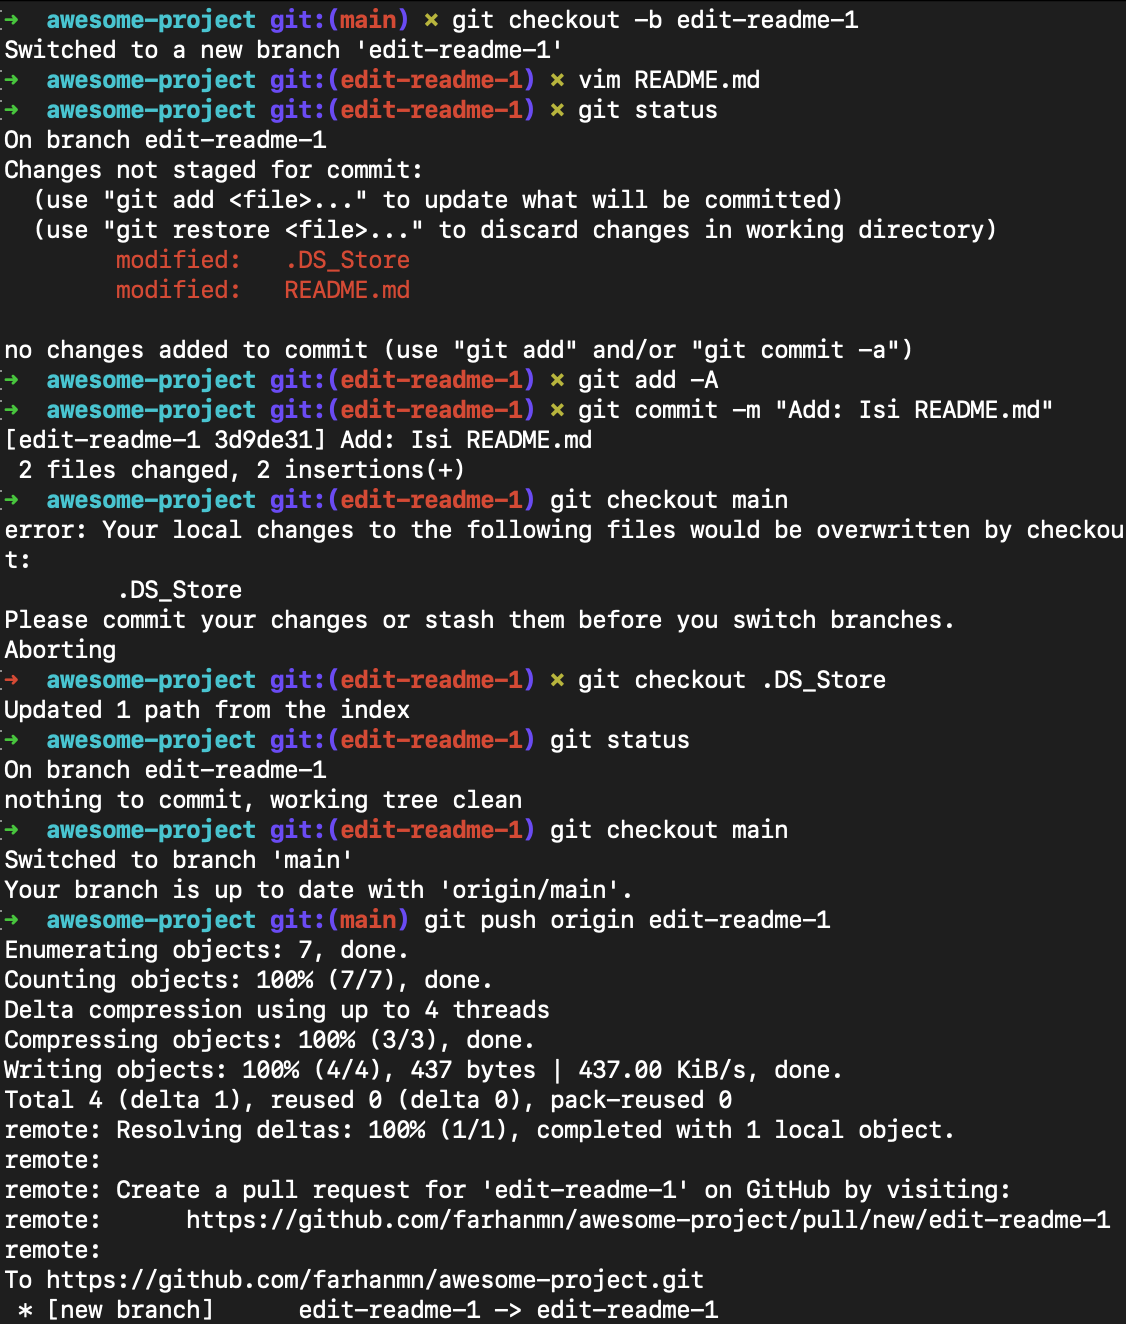 ➜  awesome-project git:(main) ✗ git checkout -b edit-readme-1
Switched to a new branch 'edit-readme-1'
➜  awesome-project git:(edit-readme-1) ✗ vim README.md
➜  awesome-project git:(edit-readme-1) ✗ git status
On branch edit-readme-1
Changes not staged for commit:
  (use "git add <file>..." to update what will be committed)
  (use "git restore <file>..." to discard changes in working directory)
        modified:   .DS_Store
        modified:   README.md

no changes added to commit (use "git add" and/or "git commit -a")
➜  awesome-project git:(edit-readme-1) ✗ git add -A
➜  awesome-project git:(edit-readme-1) ✗ git commit -m "Add: Isi README.md"
[edit-readme-1 3d9de31] Add: Isi README.md
 2 files changed, 2 insertions(+)
➜  awesome-project git:(edit-readme-1) git checkout main
error: Your local changes to the following files would be overwritten by checkou
t:
        .DS_Store
Please commit your changes or stash them before you switch branches.
Aborting
➜  awesome-project git:(edit-readme-1) ✗ git checkout .DS_Store
Updated 1 path from the index
➜  awesome-project git:(edit-readme-1) git status
On branch edit-readme-1
nothing to commit, working tree clean
➜  awesome-project git:(edit-readme-1) git checkout main
Switched to branch 'main'
Your branch is up to date with 'origin/main'.
➜  awesome-project git:(main) git push origin edit-readme-1
Enumerating objects: 7, done.
Counting objects: 100% (7/7), done.
Delta compression using up to 4 threads
Compressing objects: 100% (3/3), done.
Writing objects: 100% (4/4), 437 bytes | 437.00 KiB/s, done.
Total 4 (delta 1), reused 0 (delta 0), pack-reused 0
remote: Resolving deltas: 100% (1/1), completed with 1 local object.
remote:
remote: Create a pull request for 'edit-readme-1' on GitHub by visiting:
remote:      https://github.com/farhanmn/awesome-project/pull/new/edit-readme-1
remote:
To https://github.com/farhanmn/awesome-project.git
 * [new branch]      edit-readme-1 -> edit-readme-1